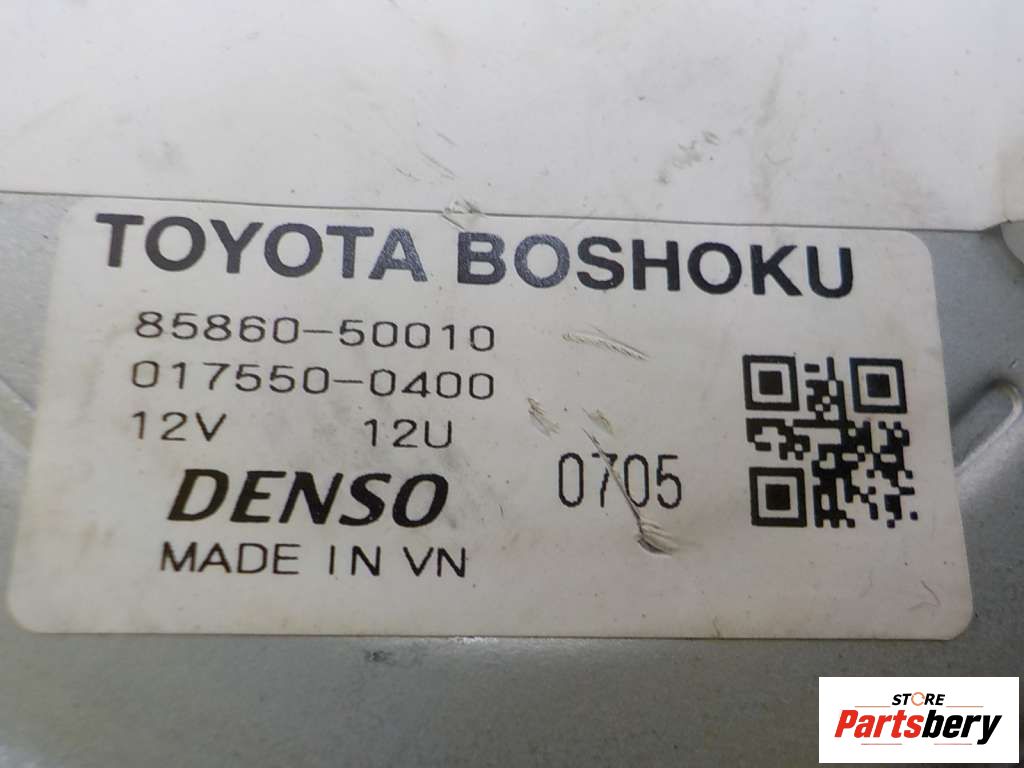 TOYOTA BOSHOKU
85860-50010
017550-0400
12V 12U
DENSO 0705
MADE IN VN
STORE
Partsbery